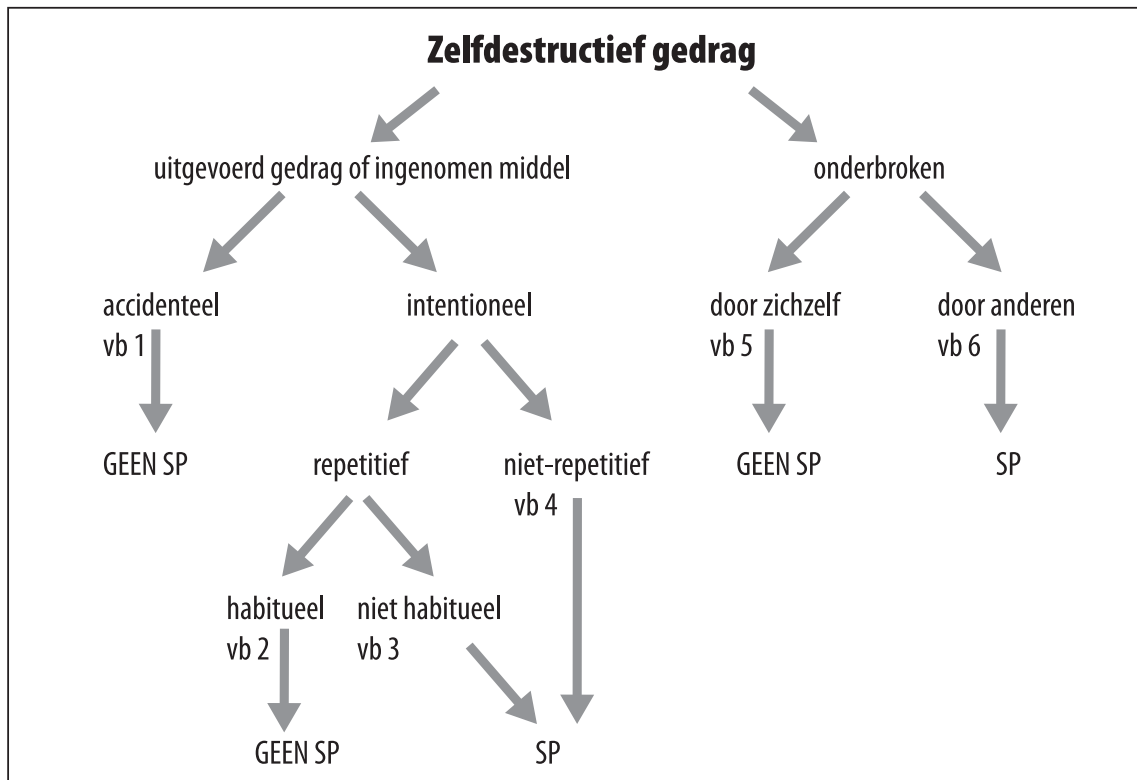 Zelfdestructief gedrag
uitgevoerd gedrag of ingenomen middel
onderbroken
accidenteel
vb 1
intentioneel
door zichzelf
vb 5
door anderen
vb 6
GEEN SP
repetitief
niet-repetitief
vb 4
GEEN SP
SP
habitueel
vb 2
niet habitueel
vb 3
GEEN SP
SP